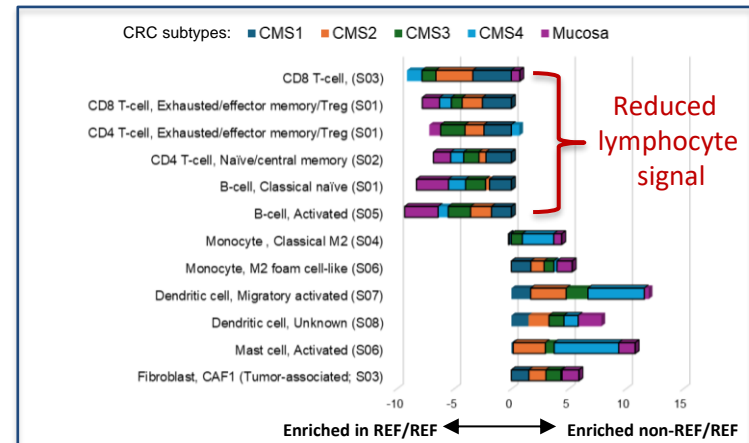 CRC subtypes: CMS1 CMS2 CMS3 CMS4 Mucosa
CD8 T-cell, (S03)
CD8 T-cell, Exhausted/effector memory/Treg (S01)
CD4 T-cell, Exhausted/effector memory/Treg (S01)
CD4 T-cell, Naïve/central memory (S02)
B-cell, Classical naïve (S01)
B-cell, Activated (S05)
Monocyte , Classical M2 (S04)
Monocyte, M2 foam cell-like (S06)
Dendritic cell, Migratory activated (S07)
Dendritic cell, Unknown (S08)
Mast cell, Activated (S06)
Fibroblast, CAF1 (Tumor-associated; S03)
Reduced
lymphocyte
signal
-10 -5 0 5 10 15
Enriched in REF/REF Enriched non-REF/REF